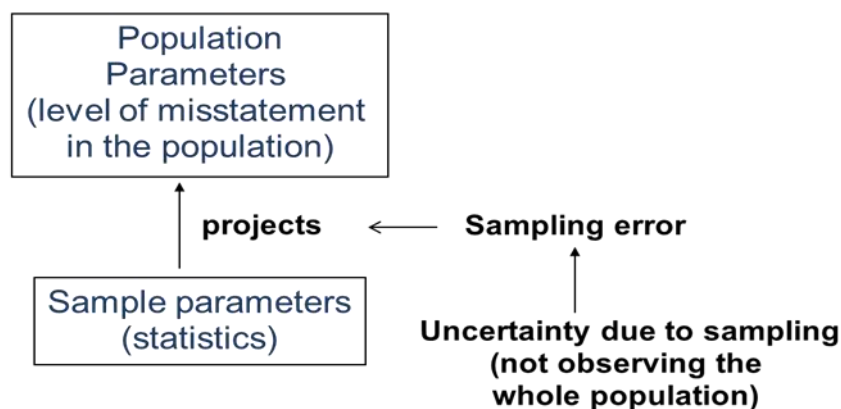 Population
Parameters
(level of misstatement
in the population)
projects
Sampling error
Sample parameters
(statistics)
Uncertainty due to sampling
(not observing the
whole population)